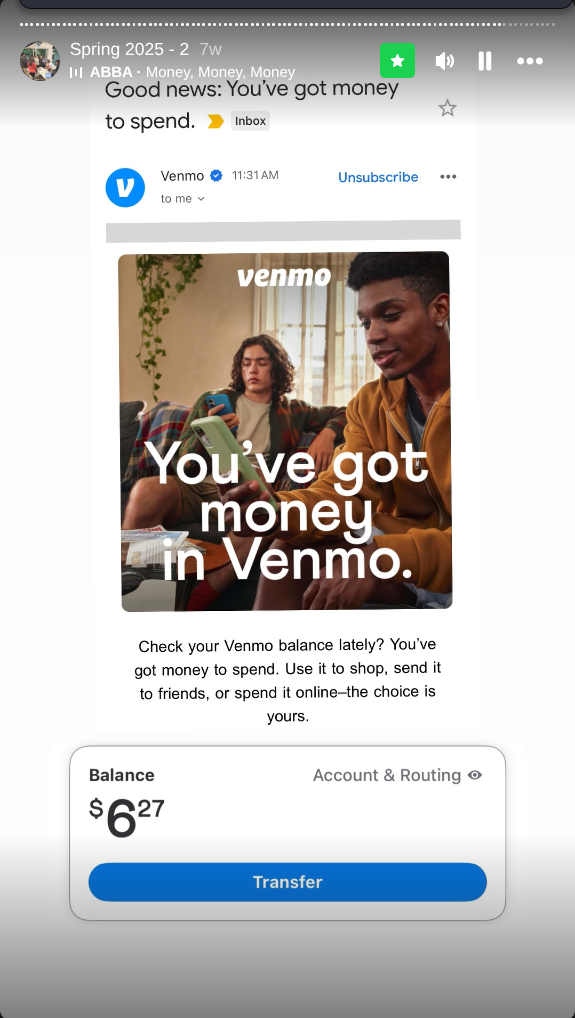 Spring 2025 - 2 7w
ABBA · Money, Money, Money
Good news: You've got money
to spend. Inbox
Venmo 11:31 AM
Unsubscribe
to me
venmo
You've got
money
in Venmo.
Check your Venmo balance lately? You've
got money to spend. Use it to shop, send it
to friends, or spend it online–the choice is
yours.
Balance
Account & Routing
$627
Transfer